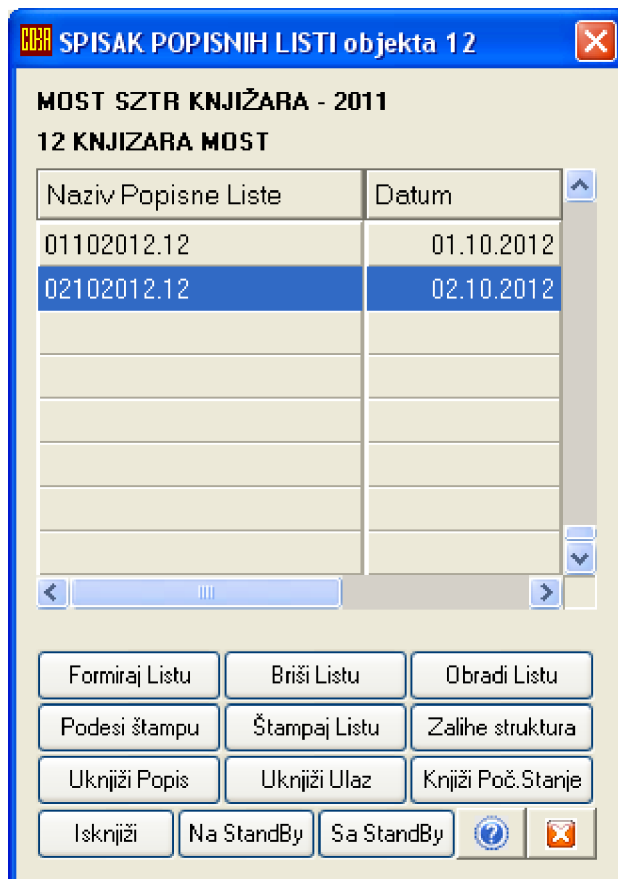 SPISAK POPISNIH LISTI objekta 12
MOST SZTR KNJIŽARA - 2011
12 KNJIZARA MOST
Naziv Popisne Liste Datum
01102012.12 01.10.2012
02102012.12 02.10.2012
Formiraj Listu Briši Listu Obradi Listu
Podesi štampu Štampaj Listu Zalihe struktura
Uknjiži Popis Uknjiži Ulaz Knjiži Poč.Stanje
Isknjiži Na StandBy Sa StandBy